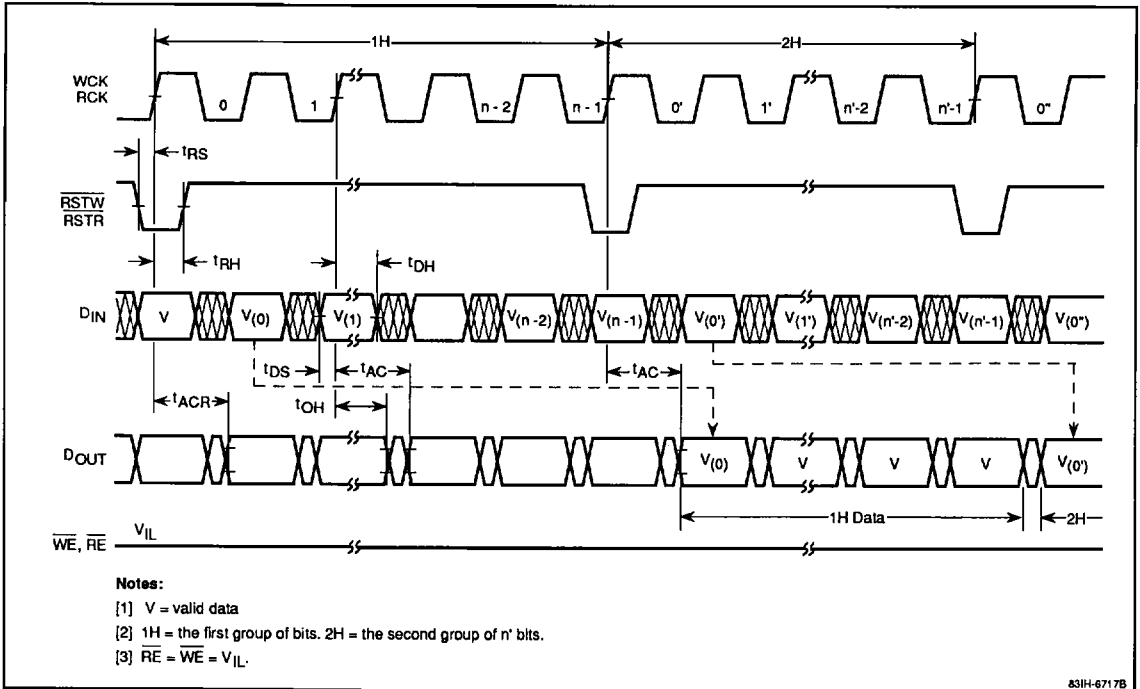 1H 2H
WCK
RCK
0 1 n-2 n-1 0' 1' n'-2 n'-1 0"
tRS
RSTW
RSTR
tRH tDH
DIN V V(0) V(1) V(n-2) V(n-1) V(0') V(1') V(n'-2) V(n'-1) V(0")
tDS tAC tAC
tACR tOH
DOUT V(0) V V V V(0')
1H Data 2H
WE, RE VIL
Notes:
[1] V = valid data
[2] 1H = the first group of bits. 2H = the second group of n' bits.
[3] RE = WE = VIL.
83IH-6717B